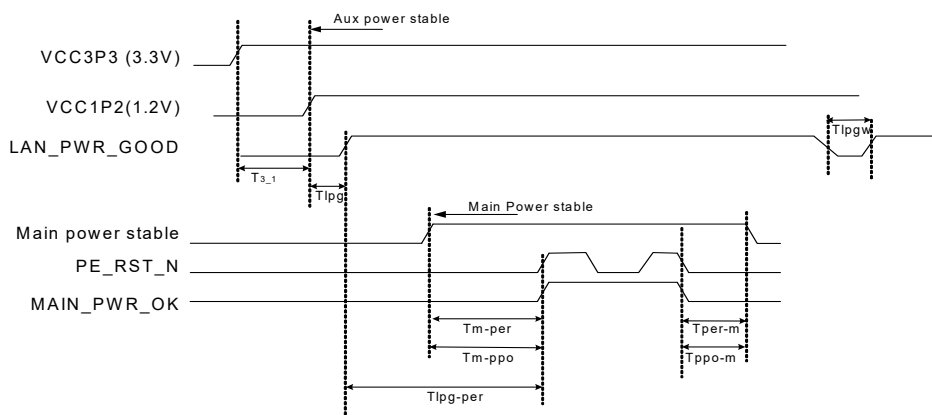 Aux power stable
VCC3P3 (3.3V)
VCC1P2(1.2V)
LAN_PWR_GOOD
Tlpgw
T3_1
Tlpg
Main Power stable
Main power stable
PE_RST_N
MAIN_PWR_OK
Tm-per
Tper-m
Tm-ppo
Tppo-m
Tlpg-per